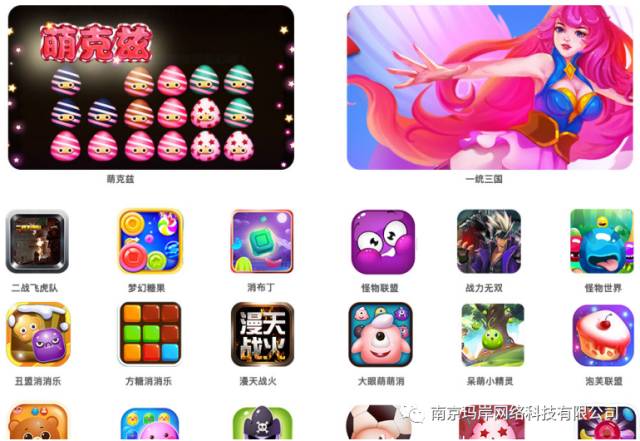 萌克兹
萌克兹
一统三国
二战飞虎队
梦幻糖果
消布丁
怪物联盟
战力无双
怪物世界
漫天
战火
丑盟消消乐
方糖消消乐
漫天战火
大眼萌萌消
呆萌小精灵
泡芙联盟
南京玛岸网络科技有限公司